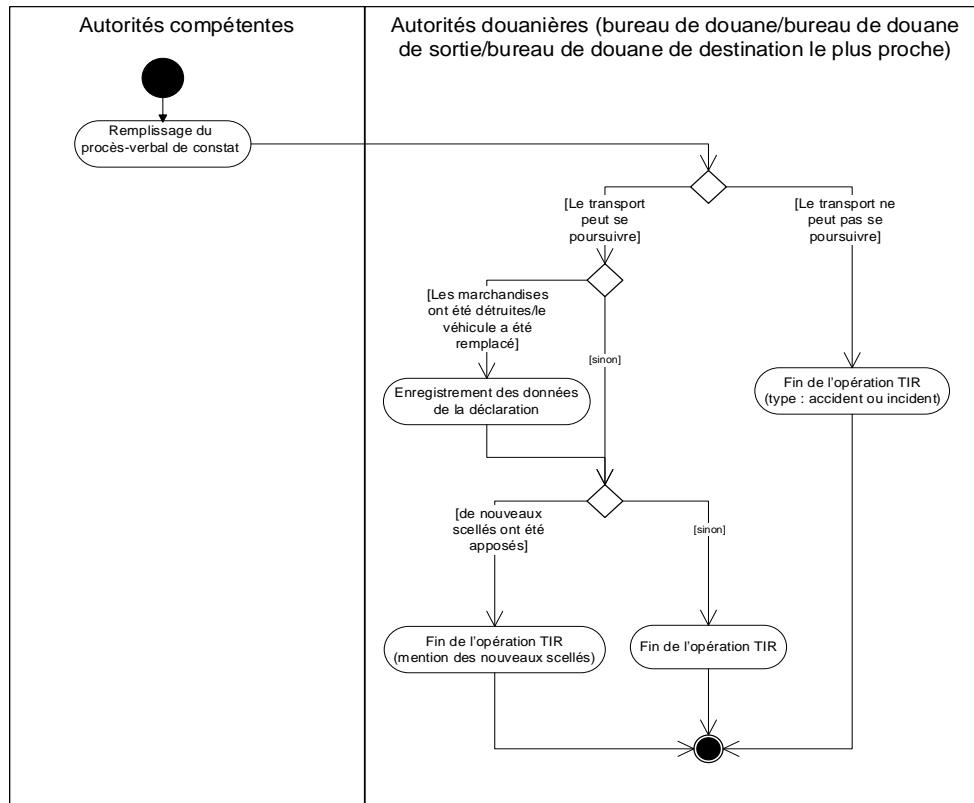 Autorités compétentes
Autorités douanières (bureau de douane/bureau de douane
de sortie/bureau de douane de destination le plus proche)
Remplissage du
procès-verbal de constat
[Le transport
peut se
poursuivre]
[Le transport ne
peut pas se
poursuivre]
[Les marchandises
ont été détruites/le
véhicule a été
remplacé]
[sinon]
Enregistrement des données
de la déclaration
Fin de l'opération TIR
(type : accident ou incident)
[de nouveaux
scellés ont été
apposés]
[sinon]
Fin de l'opération TIR
(mention des nouveaux scellés)
Fin de l'opération TIR